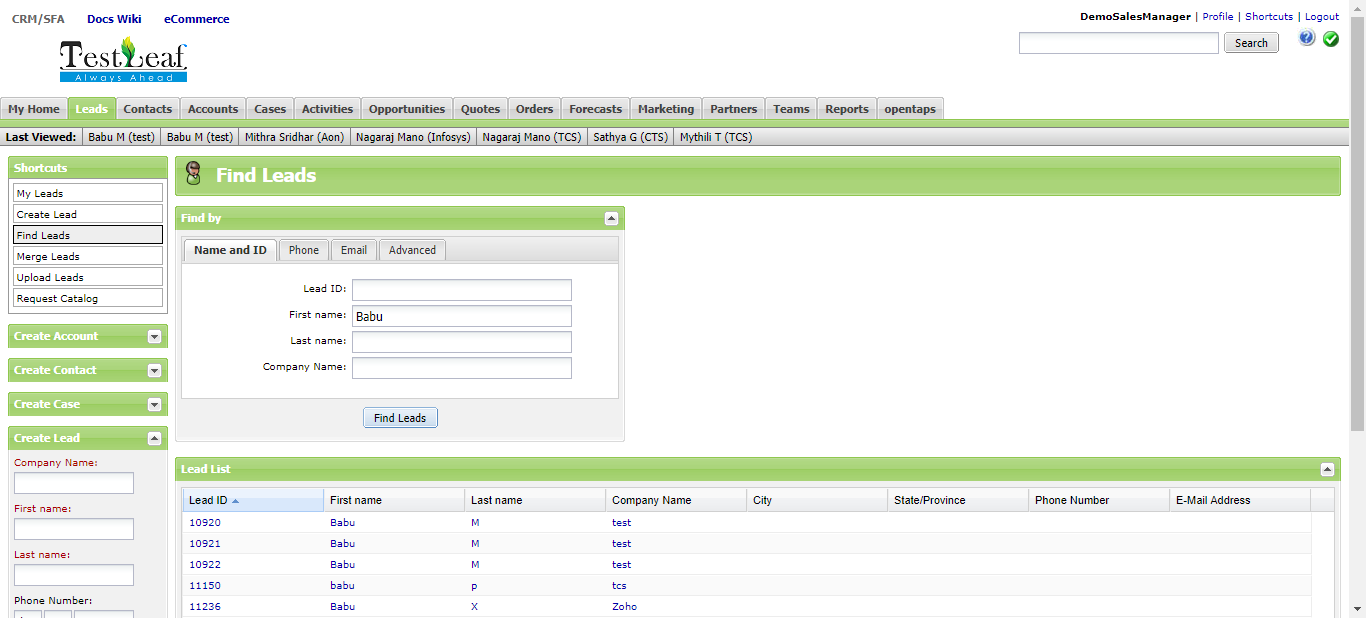 CRM/SFA Docs Wiki eCommerce
DemoSalesManager | Profile | Shortcuts | Logout
Search
TestLeaf
Always Ahead
My Home Leads Contacts Accounts Cases Activities Opportunities Quotes Orders Forecasts Marketing Partners Teams Reports opentaps
Last Viewed: Babu M (test) Babu M (test) Mithra Sridhar (Aon) Nagaraj Mano (Infosys) Nagaraj Mano (TCS) Sathya G (CTS) Mythili T (TCS)
Shortcuts
My Leads
Create Lead
Find Leads
Merge Leads
Upload Leads
Request Catalog
Create Account
Create Contact
Create Case
Create Lead
Company Name:
First name:
Last name:
Phone Number:
Find Leads
Find by
Name and ID Phone Email Advanced
Lead ID:
First name: Babu
Last name:
Company Name:
Find Leads
Lead List
Lead ID First name Last name Company Name City State/Province Phone Number E-Mail Address
10920 Babu M test
10921 Babu M test
10922 Babu M test
11150 babu p tcs
11236 Babu X Zoho